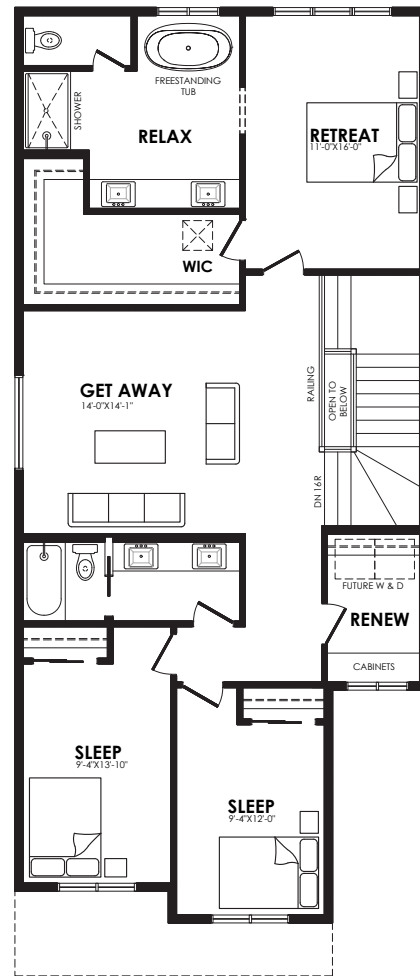 FREESTANDING
TUB
SHOWER
RELAX
RETREAT
11'-0"X16'-0"
WIC
GET AWAY
14'-0"X14'-1"
RAILING
OPEN TO
BELOW
DN 16R
FUTURE W & D
RENEW
CABINETS
SLEEP
9'-4"X13'-10"
SLEEP
9'-4"X12'-0"